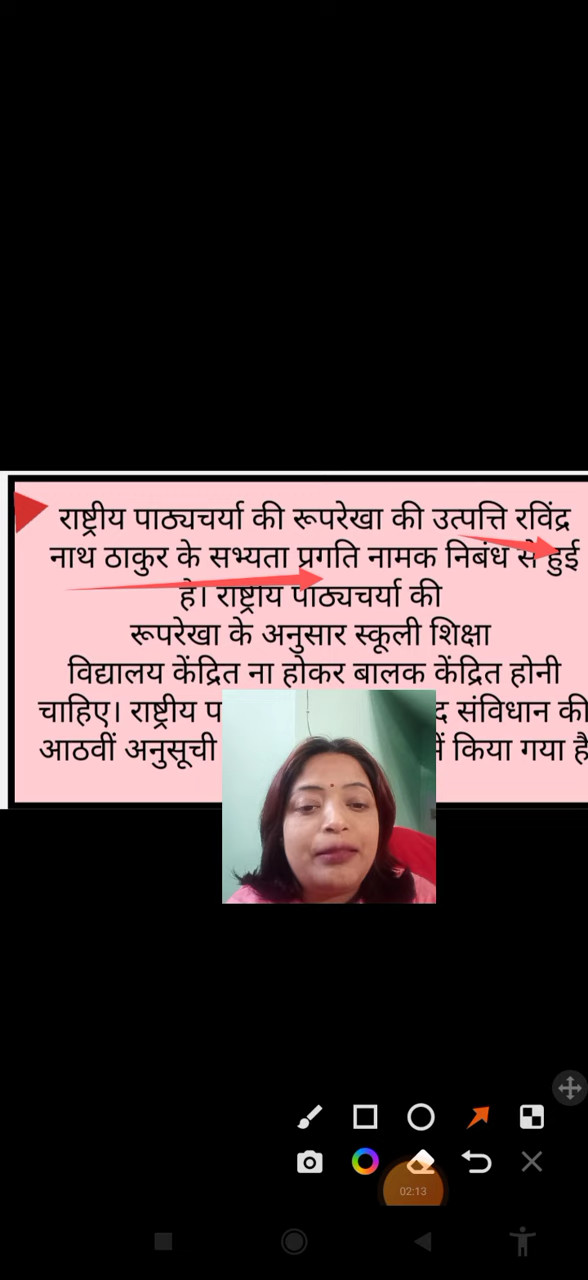 राष्ट्रीय पाठ्यचर्या की रूपरेखा की उत्पत्ति रविंद्र
नाथ ठाकुर के सभ्यता प्रगति नामक निबंध से हुई
है। राष्ट्रीय पाठ्यचर्या की
रूपरेखा के अनुसार स्कूली शिक्षा
विद्यालय केंद्रित ना होकर बालक केंद्रित होनी
चाहिए। राष्ट्रीय संविधान की
आठवीं अनुसूची किया गया है
02:13